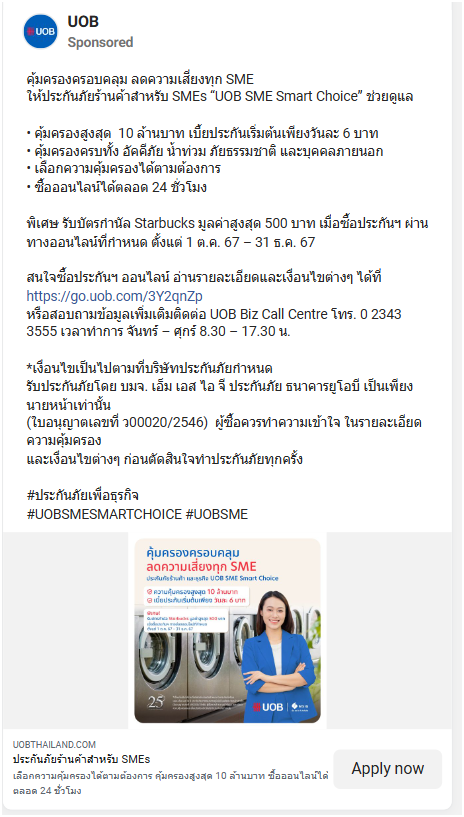 UOB
UOB
Sponsored
คุ้มครองครอบคลุม ลดความเสี่ยงทุก SME
ให้ประกันภัยร้านค้าสำหรับ SMEs “UOB SME Smart Choice” ช่วยดูแล
• คุ้มครองสูงสุด 10 ล้านบาท เบี้ยประกันเริ่มต้นเพียงวันละ 6 บาท
• คุ้มครองครบทั้ง อัคคีภัย น้ำท่วม ภัยธรรมชาติ และบุคคลภายนอก
• เลือกความคุ้มครองได้ตามต้องการ
• ซื้อออนไลน์ได้ตลอด 24 ชั่วโมง
พิเศษ รับบัตรกำนัล Starbucks มูลค่าสูงสุด 500 บาท เมื่อซื้อประกันฯ ผ่าน
ทางออนไลน์ที่กำหนด ตั้งแต่ 1 ต.ค. 67 – 31 ธ.ค. 67
สนใจซื้อประกันฯ ออนไลน์ อ่านรายละเอียดและเงื่อนไขต่างๆ ได้ที่
https://go.uob.com/3Y2qnZp
หรือสอบถามข้อมูลเพิ่มเติมติดต่อ UOB Biz Call Centre โทร. 0 2343
3555 เวลาทำการ จันทร์ – ศุกร์ 8.30 – 17.30 น.
*เงื่อนไขเป็นไปตามที่บริษัทประกันภัยกำหนด
รับประกันภัยโดย บมจ. เอ็ม เอส ไอ จี ประกันภัย ธนาคารยูโอบี เป็นเพียง
นายหน้าเท่านั้น
(ใบอนุญาตเลขที่ ว00020/2546) ผู้ซื้อควรทำความเข้าใจ ในรายละเอียด
ความคุ้มครอง
และเงื่อนไขต่างๆ ก่อนตัดสินใจทำประกันภัยทุกครั้ง
#ประกันภัยเพื่อธุรกิจ
#UOBSMESMARTCHOICE #UOBSME
คุ้มครองครอบคลุม
ลดความเสี่ยงทุก SME
ประกันภัยร้านค้า และธุรกิจ UOB SME Smart Choice
ความคุ้มครองสูงสุด 10 ล้านบาท
เบี้ยประกันเริ่มต้นเพียง วันละ 6 บาท
พิเศษ!
25
UOB
MSIG
UOBTHAILAND.COM
ประกันภัยร้านค้าสำหรับ SMEs
เลือกความคุ้มครองได้ตามต้องการ คุ้มครองสูงสุด 10 ล้านบาท ซื้อออนไลน์ได้
ตลอด 24 ชั่วโมง
Apply now